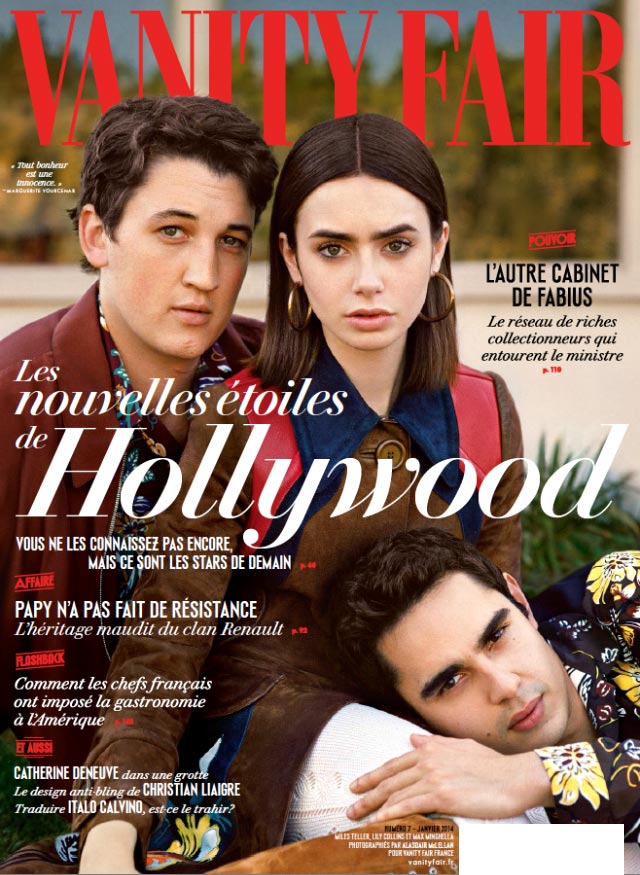 VANITY FAIR
« Tout bonheur
est une
innocence. »
MARGUERITE YOURCENAR
POUVOIR
L'AUTRE CABINET
DE FABIUS
Le réseau de riches
collectionneurs qui
entourent le ministre
p. 110
Les
nouvelles étoiles
de Hollywood
VOUS NE LES CONNAISSEZ PAS ENCORE,
MAIS CE SONT LES STARS DE DEMAIN p. 60
AFFAIRE
PAPY N'A PAS FAIT DE RÉSISTANCE
L'héritage maudit du clan Renault p. 92
FLASHBACK
Comment les chefs français
ont imposé la gastronomie
à l'Amérique
ET AUSSI
CATHERINE DENEUVE dans une grotte
Le design anti-bling de CHRISTIAN LIAIGRE
Traduire ITALO CALVINO, est-ce le trahir?
NUMÉRO 7 – JANVIER 2014
MILES TELLER, LILY COLLINS ET MAX MINGHELLA
PHOTOGRAPHIÉS PAR ALASDAIR McLELLAN
POUR VANITY FAIR FRANCE
vanityfair.fr